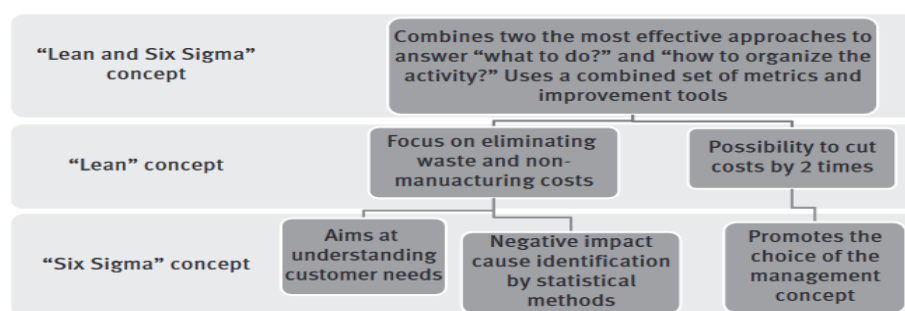 “Lean and Six Sigma”
concept
Combines two the most effective approaches to
answer “what to do?” and “how to organize the
activity?” Uses a combined set of metrics and
improvement tools
“Lean” concept
Focus on eliminating
waste and non-
manuacturing costs
Possibility to cut
costs by 2 times
“Six Sigma” concept
Aims at
understanding
customer needs
Negative impact
cause identification
by statistical
methods
Promotes the
choice of the
management
concept